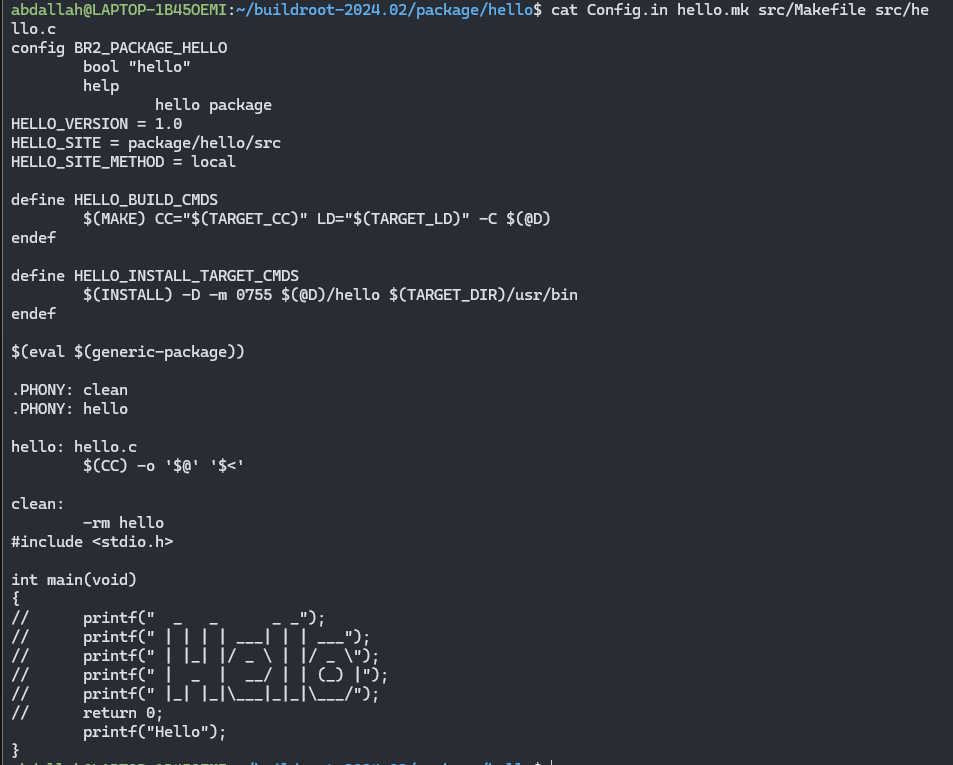 abdallah@LAPTOP-1B45OEMI:~/buildroot-2024.02/package/hello$ cat Config.in hello.mk src/Makefile src/he
llo.c
config BR2_PACKAGE_HELLO
        bool "hello"
        help
                hello package
HELLO_VERSION = 1.0
HELLO_SITE = package/hello/src
HELLO_SITE_METHOD = local

define HELLO_BUILD_CMDS
        $(MAKE) CC="$(TARGET_CC)" LD="$(TARGET_LD)" -C $(@D)
endef

define HELLO_INSTALL_TARGET_CMDS
        $(INSTALL) -D -m 0755 $(@D)/hello $(TARGET_DIR)/usr/bin
endef

$(eval $(generic-package))

.PHONY: clean
.PHONY: hello

hello: hello.c
        $(CC) -o '$@' '$<'

clean:
        -rm hello
#include <stdio.h>

int main(void)
{
//      printf("  _   _      _ _");
//      printf(" | | | | ___| | | ___");
//      printf(" | |_| |/ _ \ | |/ _ \");
//      printf(" |  _  |  __/ | | (_) |");
//      printf(" |_| |_|\___|_|_|\___/");
//      return 0;
        printf("Hello");
}